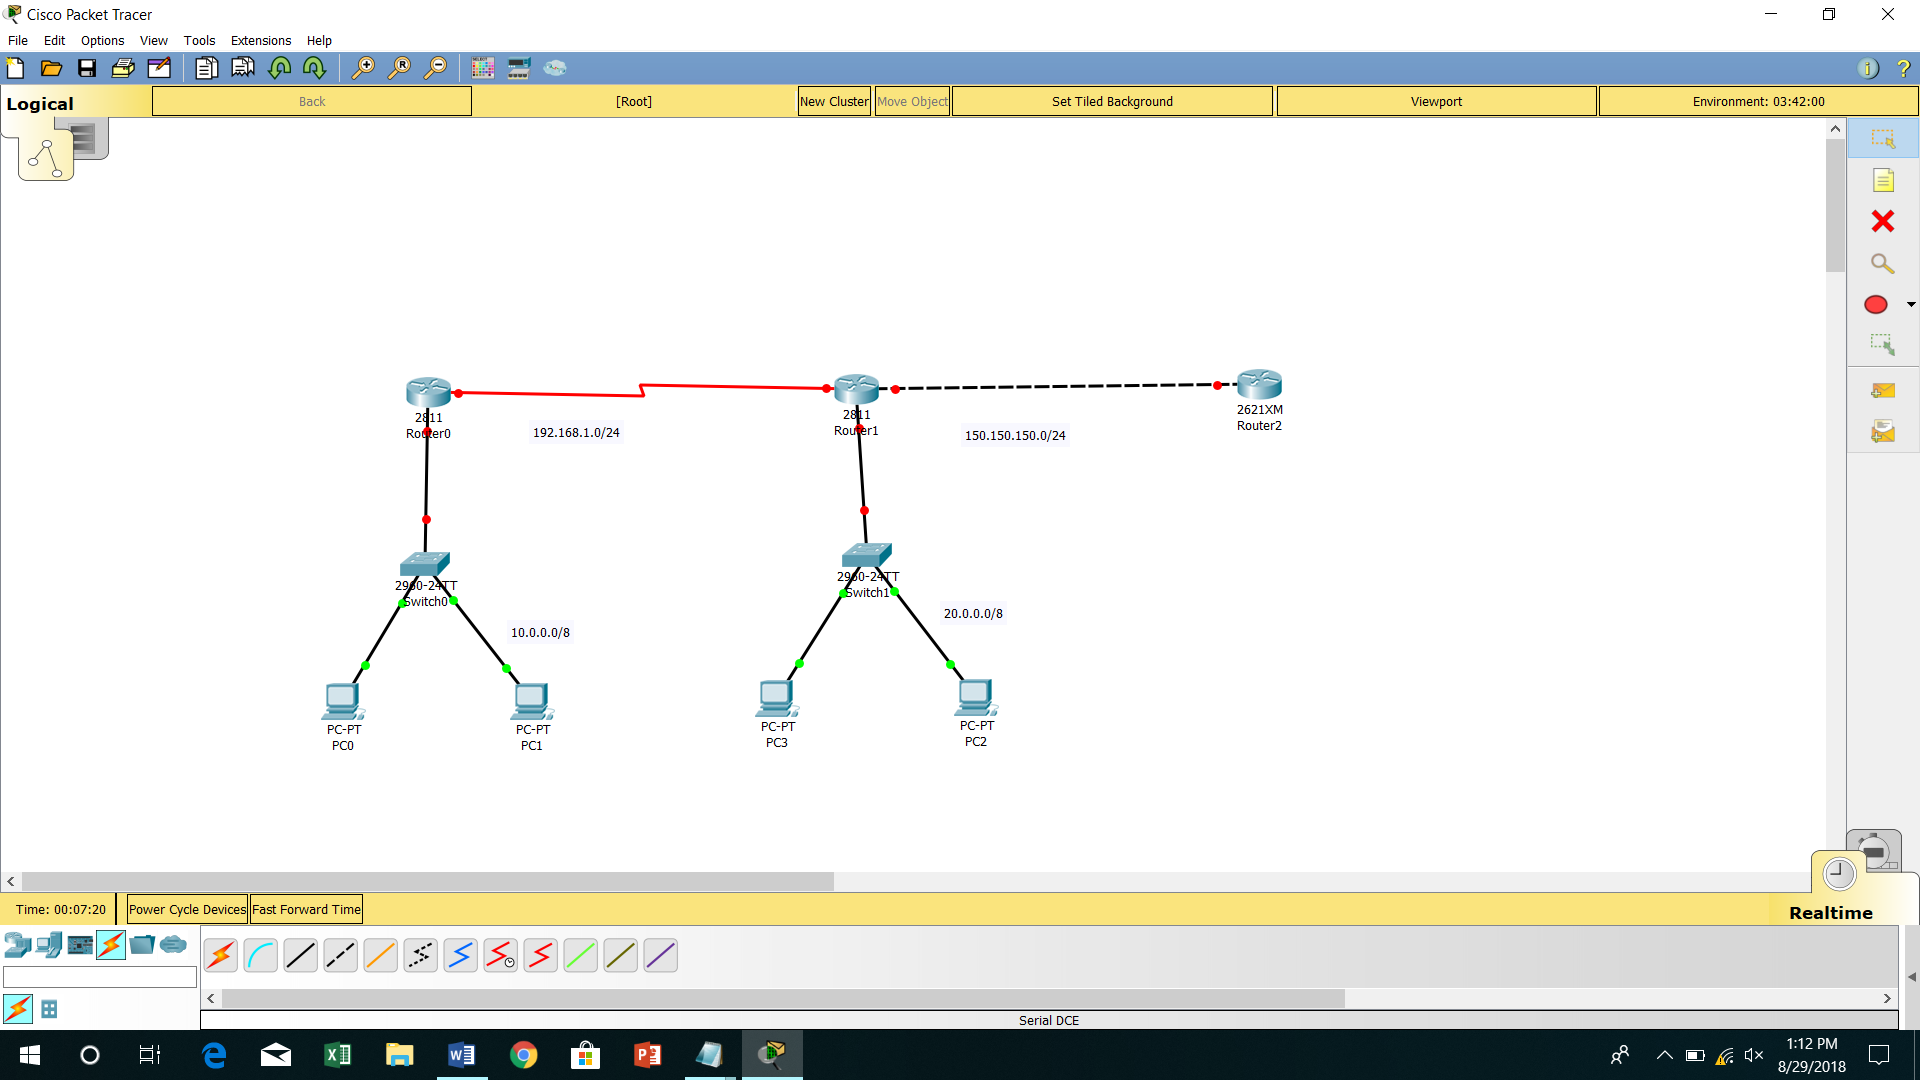 Cisco Packet Tracer
File Edit Options View Tools Extensions Help
Logical
Back
[Root]
New Cluster
Move Object
Set Tiled Background
Viewport
Environment: 03:42:00
2811
Router0
192.168.1.0/24
2811
Router1
150.150.150.0/24
2621XM
Router2
2960-24TT
Switch0
10.0.0.0/8
2960-24TT
Switch1
20.0.0.0/8
PC-PT
PC0
PC-PT
PC1
PC-PT
PC3
PC-PT
PC2
Time: 00:07:20
Power Cycle Devices
Fast Forward Time
Realtime
Serial DCE
1:12 PM
8/29/2018